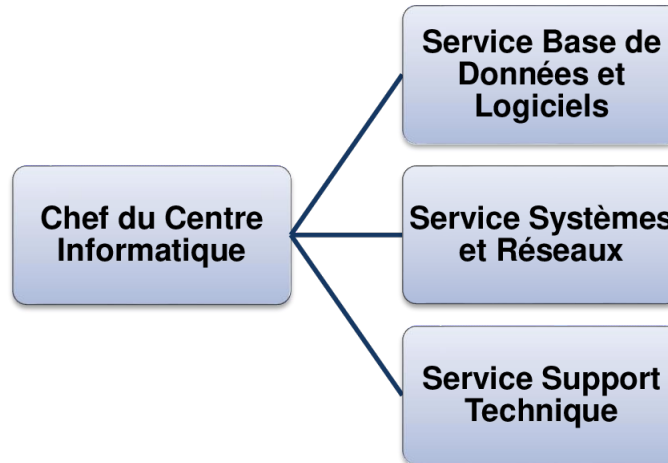 Service Base de
Données et
Logiciels
Chef du Centre
Informatique
Service Systèmes
et Réseaux
Service Support
Technique